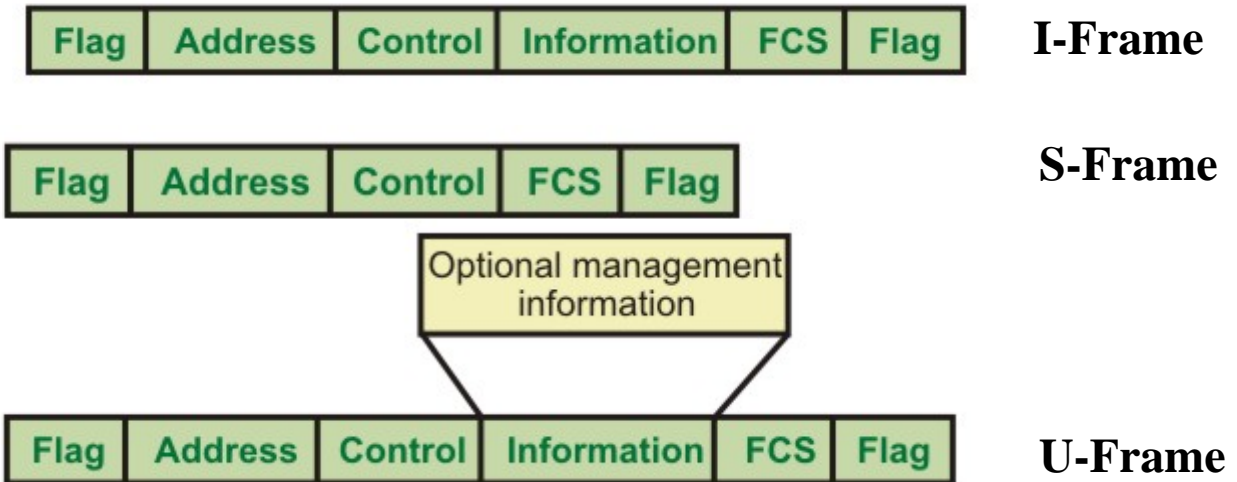 Flag Address Control Information FCS Flag I-Frame
Flag Address Control FCS Flag S-Frame
Optional management
information
Flag Address Control Information FCS Flag U-Frame